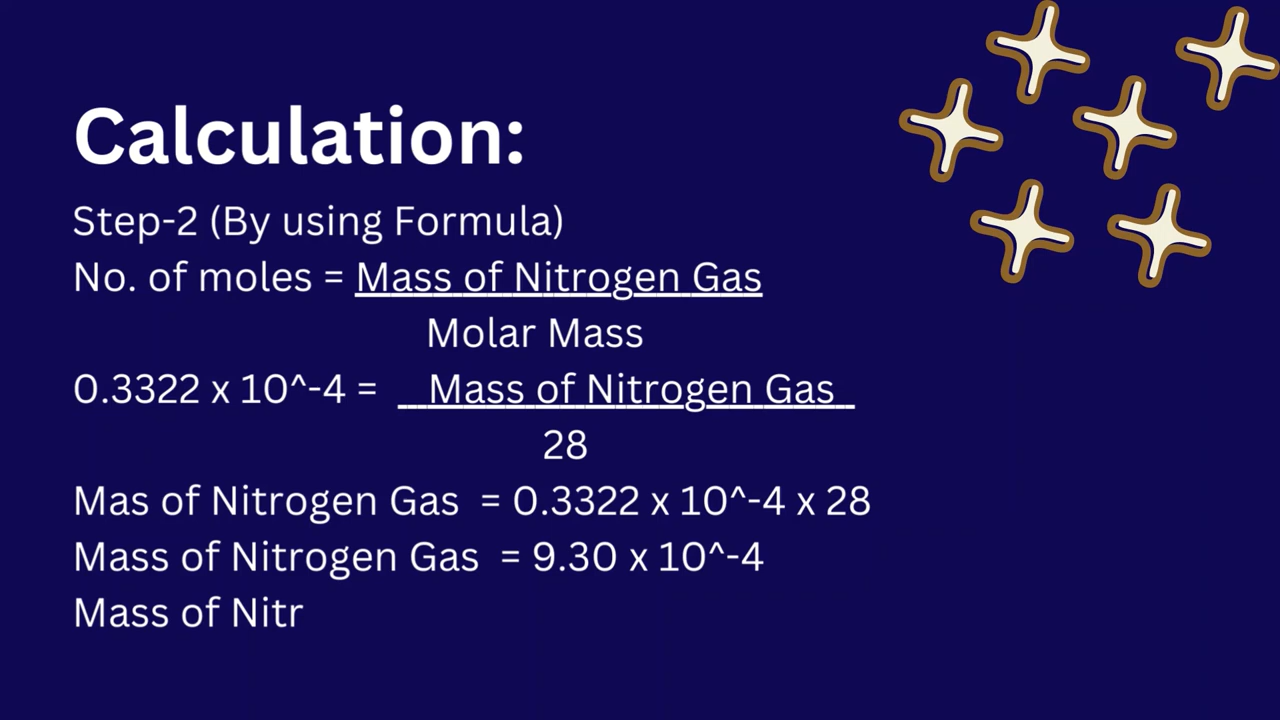 Calculation:
Step-2 (By using Formula)
No. of moles = Mass of Nitrogen Gas
Molar Mass
0.3322 x 10^-4 = __Mass of Nitrogen Gas_
28
Mas of Nitrogen Gas = 0.3322 x 10^-4 x 28
Mass of Nitrogen Gas = 9.30 x 10^-4
Mass of Nitr